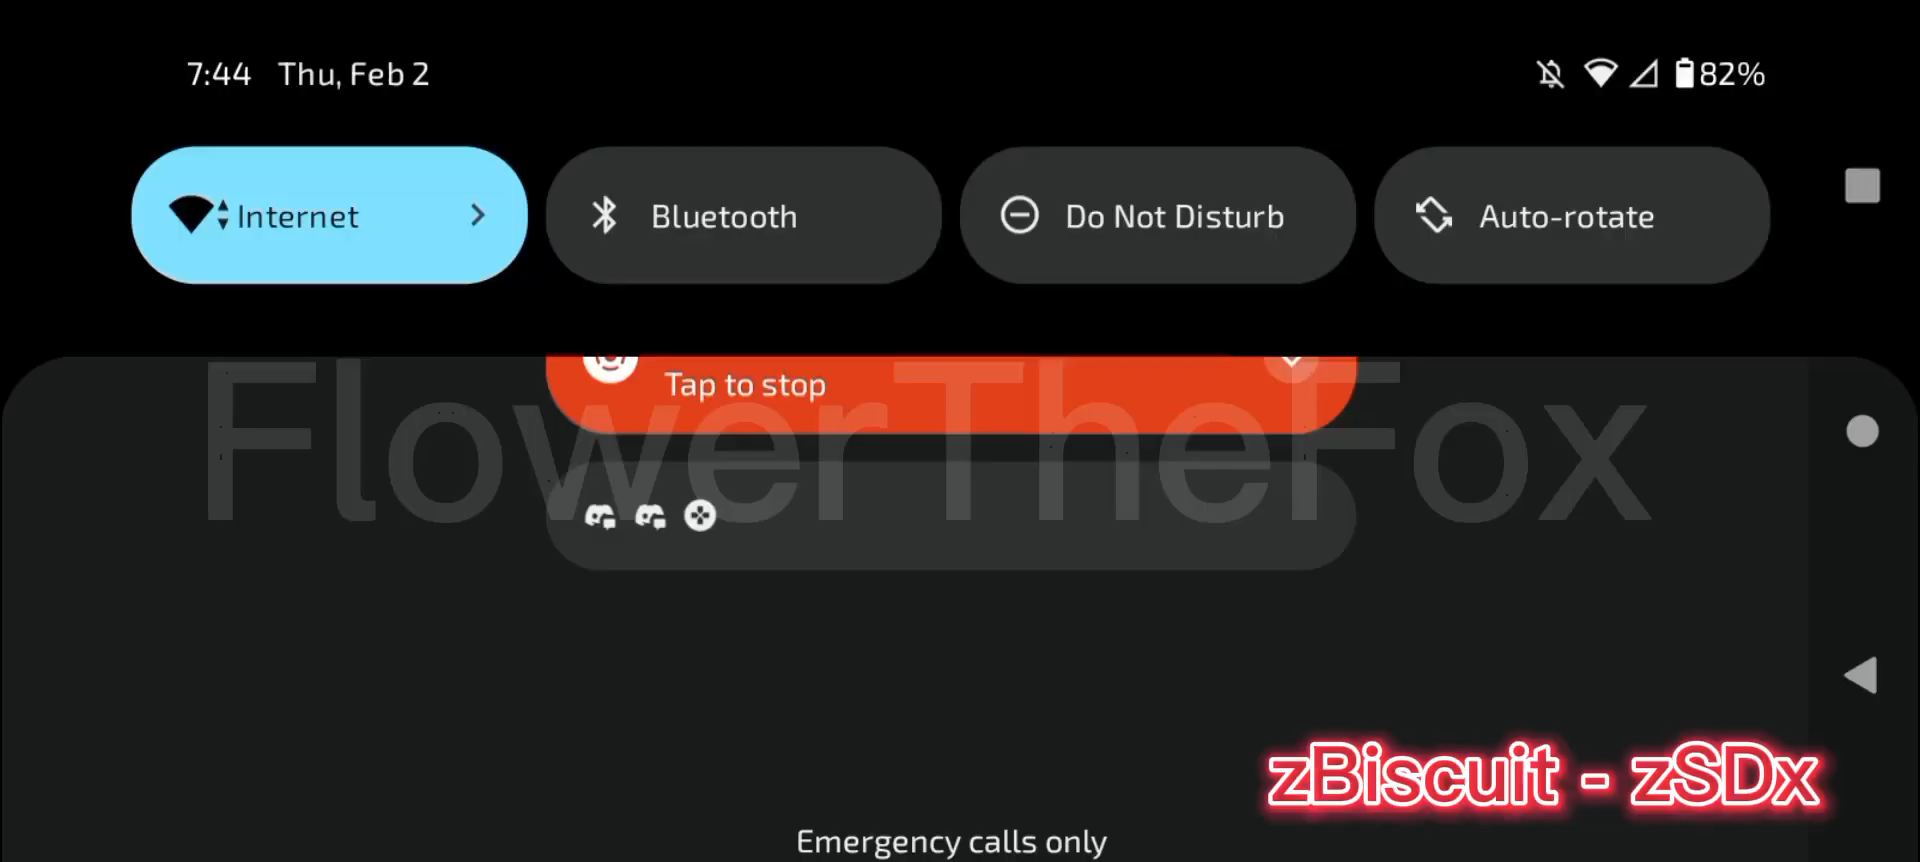 7:44 Thu, Feb 2 82%
Internet Bluetooth Do Not Disturb Auto-rotate
Tap to stop
FlowerTheFox
zBiscuit - zSDx
Emergency calls only